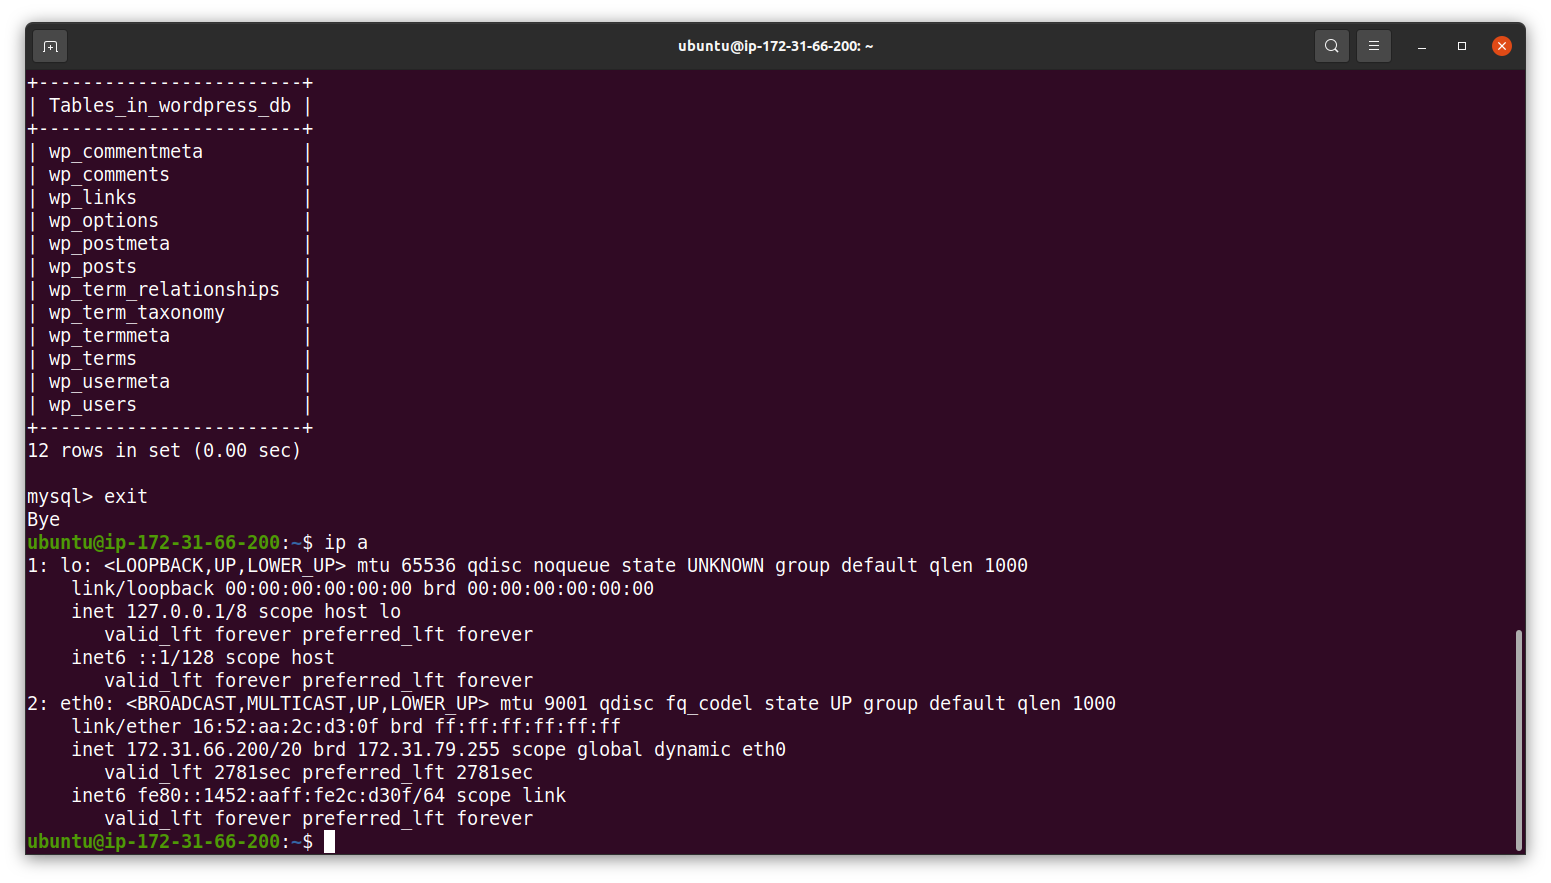 ubuntu@ip-172-31-66-200: ~
+------------------------+
| Tables_in_wordpress_db |
+------------------------+
| wp_commentmeta         |
| wp_comments            |
| wp_links               |
| wp_options             |
| wp_postmeta            |
| wp_posts               |
| wp_term_relationships  |
| wp_term_taxonomy       |
| wp_termmeta            |
| wp_terms               |
| wp_usermeta            |
| wp_users               |
+------------------------+
12 rows in set (0.00 sec)

mysql> exit
Bye
ubuntu@ip-172-31-66-200:~$ ip a
1: lo: <LOOPBACK,UP,LOWER_UP> mtu 65536 qdisc noqueue state UNKNOWN group default qlen 1000
    link/loopback 00:00:00:00:00:00 brd 00:00:00:00:00:00
    inet 127.0.0.1/8 scope host lo
       valid_lft forever preferred_lft forever
    inet6 ::1/128 scope host
       valid_lft forever preferred_lft forever
2: eth0: <BROADCAST,MULTICAST,UP,LOWER_UP> mtu 9001 qdisc fq_codel state UP group default qlen 1000
    link/ether 16:52:aa:2c:d3:0f brd ff:ff:ff:ff:ff:ff
    inet 172.31.66.200/20 brd 172.31.79.255 scope global dynamic eth0
       valid_lft 2781sec preferred_lft 2781sec
    inet6 fe80::1452:aaff:fe2c:d30f/64 scope link
       valid_lft forever preferred_lft forever
ubuntu@ip-172-31-66-200:~$